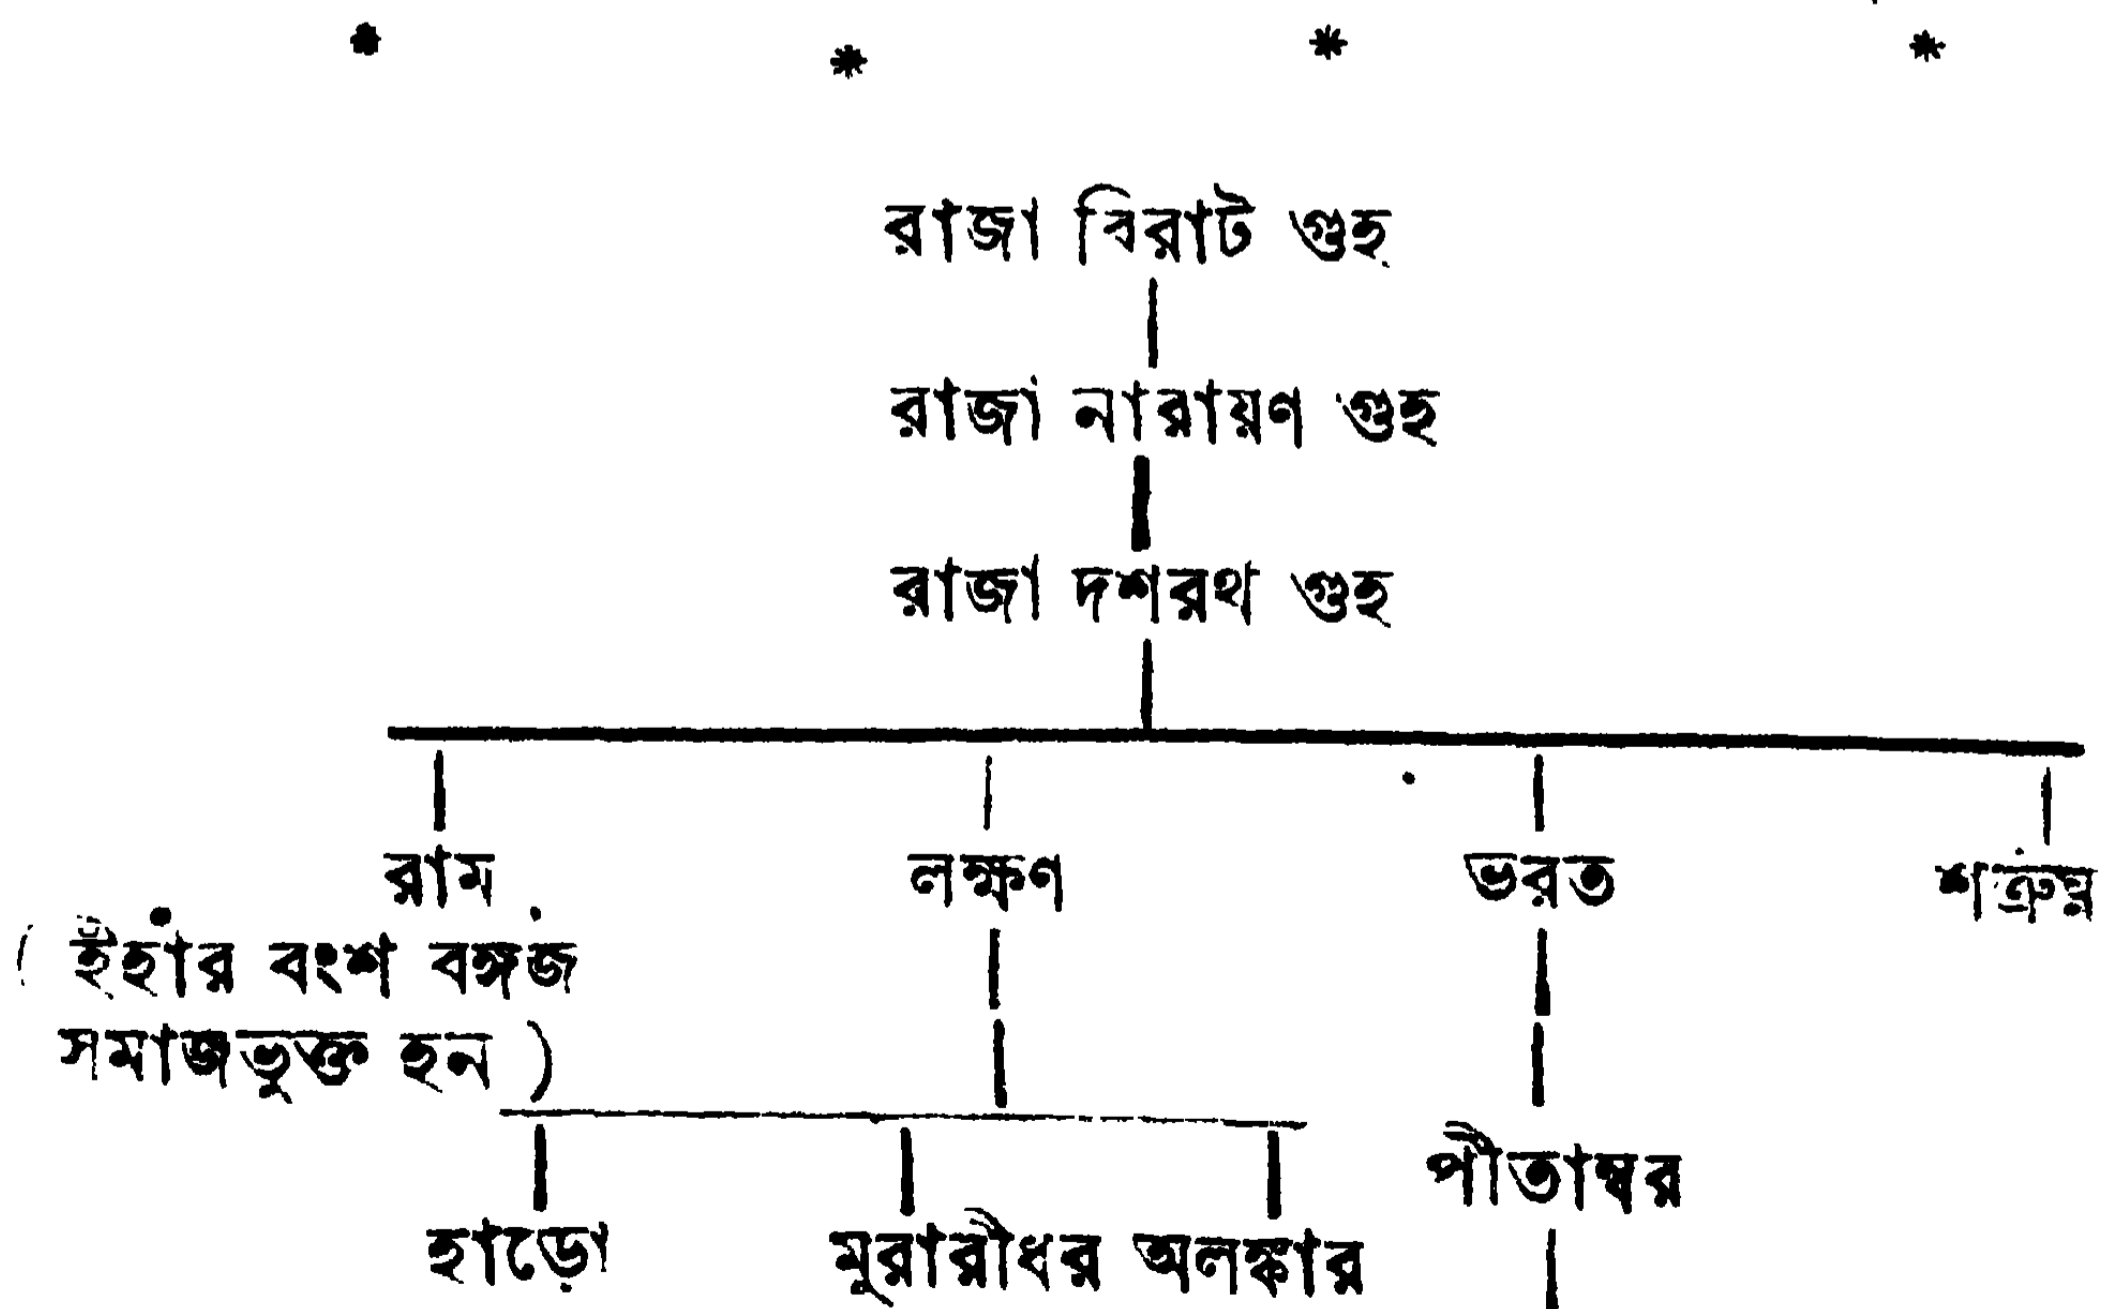 * * * *
রাজা বিরাট গুহ
রাজা নারায়ণ গুহ
রাজা দশরথ গুহ
রাম লক্ষণ ভরত শত্রুঘ্ন
( ইঁহার বংশ বঙ্গজ
সমাজভুক্ত হন )
পীতাম্বর
হাড়ো মুরারীধর অলঙ্কার